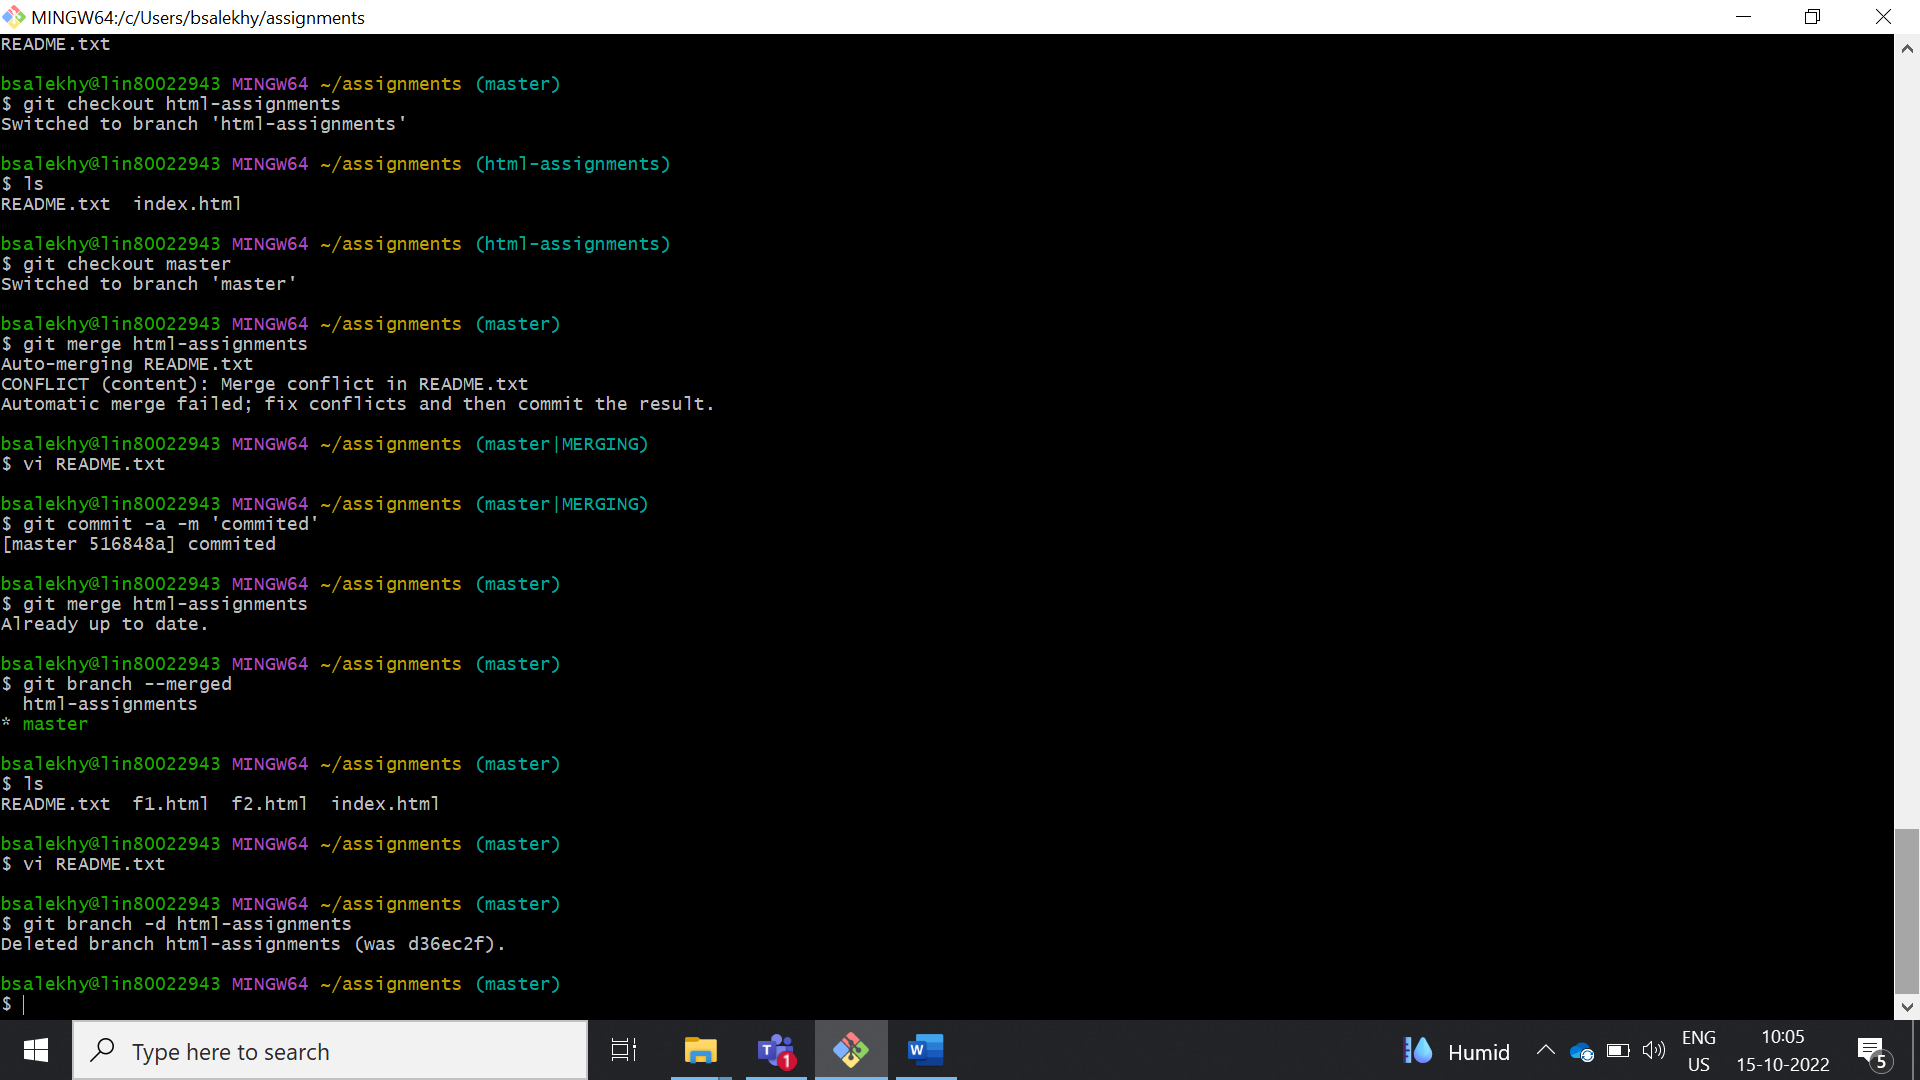 MINGW64:/c/Users/bsalekhy/assignments
README.txt
bsalekhy@lin80022943 MINGW64 ~/assignments (master)
$ git checkout html-assignments
Switched to branch 'html-assignments'
bsalekhy@lin80022943 MINGW64 ~/assignments (html-assignments)
$ ls
README.txt  index.html
bsalekhy@lin80022943 MINGW64 ~/assignments (html-assignments)
$ git checkout master
Switched to branch 'master'
bsalekhy@lin80022943 MINGW64 ~/assignments (master)
$ git merge html-assignments
Auto-merging README.txt
CONFLICT (content): Merge conflict in README.txt
Automatic merge failed; fix conflicts and then commit the result.
bsalekhy@lin80022943 MINGW64 ~/assignments (master|MERGING)
$ vi README.txt
bsalekhy@lin80022943 MINGW64 ~/assignments (master|MERGING)
$ git commit -a -m 'commited'
[master 516848a] commited
bsalekhy@lin80022943 MINGW64 ~/assignments (master)
$ git merge html-assignments
Already up to date.
bsalekhy@lin80022943 MINGW64 ~/assignments (master)
$ git branch --merged
  html-assignments
* master
bsalekhy@lin80022943 MINGW64 ~/assignments (master)
$ ls
README.txt  f1.html  f2.html  index.html
bsalekhy@lin80022943 MINGW64 ~/assignments (master)
$ vi README.txt
bsalekhy@lin80022943 MINGW64 ~/assignments (master)
$ git branch -d html-assignments
Deleted branch html-assignments (was d36ec2f).
bsalekhy@lin80022943 MINGW64 ~/assignments (master)
$
Type here to search
T 1
W
Humid
ENG
US
10:05
15-10-2022
5